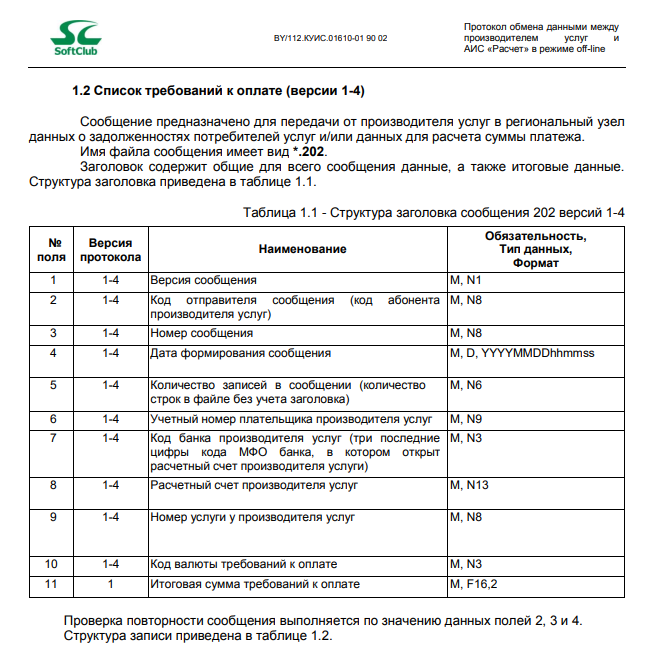 SoftClub
BY/112.КУИС.01610-01 90 02
Протокол обмена данными между
производителем услуг и
АИС «Расчет» в режиме off-line
1.2 Список требований к оплате (версии 1-4)
Сообщение предназначено для передачи от производителя услуг в региональный узел
данных о задолженностях потребителей услуг и/или данных для расчета суммы платежа.
Имя файла сообщения имеет вид *.202.
Заголовок содержит общие для всего сообщения данные, а также итоговые данные.
Структура заголовка приведена в таблице 1.1.
Таблица 1.1 - Структура заголовка сообщения 202 версий 1-4
№ поля Версия протокола Наименование Обязательность, Тип данных, Формат
1 1-4 Версия сообщения M, N1
2 1-4 Код отправителя сообщения (код абонента M, N8
производителя услуг)
3 1-4 Номер сообщения M, N8
4 1-4 Дата формирования сообщения M, D, YYYYMMDDhhmmss
5 1-4 Количество записей в сообщении (количество M, N6
строк в файле без учета заголовка)
6 1-4 Учетный номер плательщика производителя услуг M, N9
7 1-4 Код банка производителя услуг (три последние M, N3
цифры кода МФО банка, в котором открыт
расчетный счет производителя услуги)
8 1-4 Расчетный счет производителя услуг M, N13
9 1-4 Номер услуги у производителя услуг M, N8
10 1-4 Код валюты требований к оплате M, N3
11 1 Итоговая сумма требований к оплате M, F16,2
Проверка повторности сообщения выполняется по значению данных полей 2, 3 и 4.
Структура записи приведена в таблице 1.2.